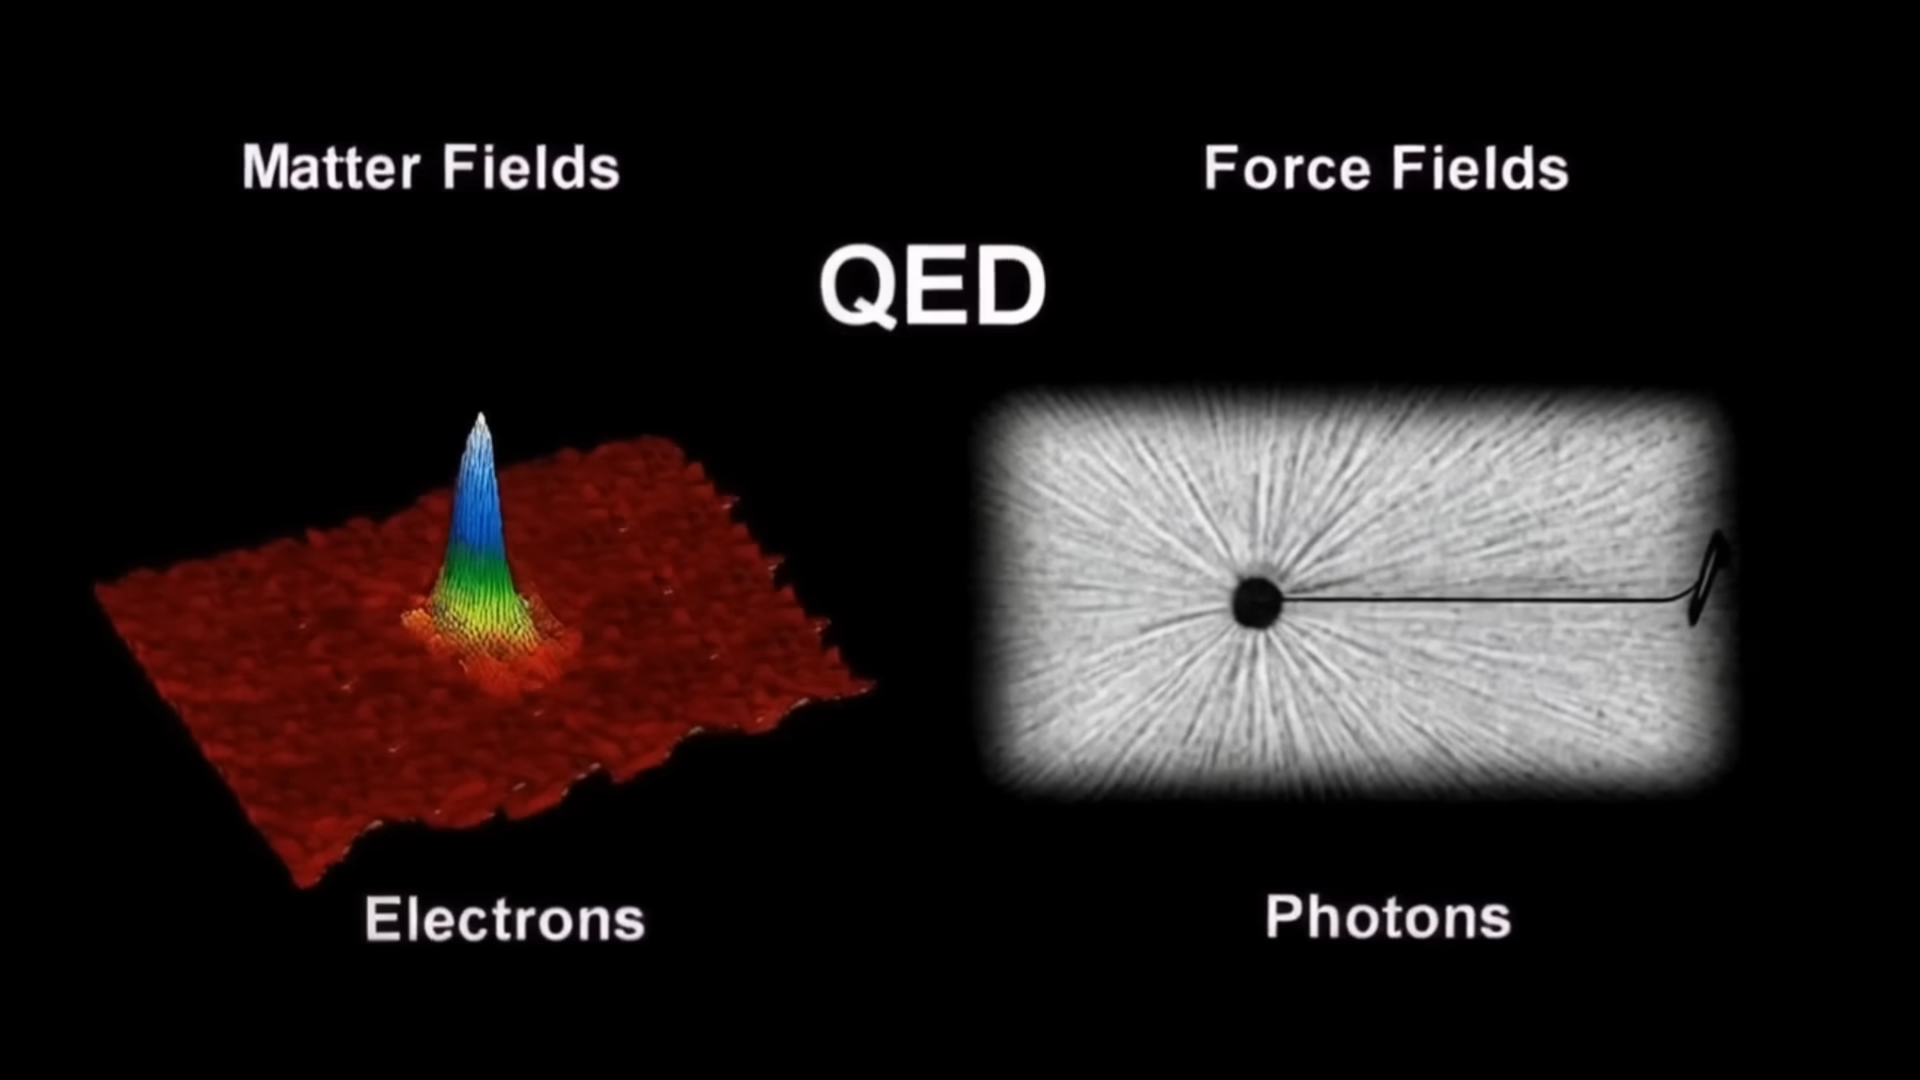 Matter Fields
Force Fields
QED
Electrons
Photons